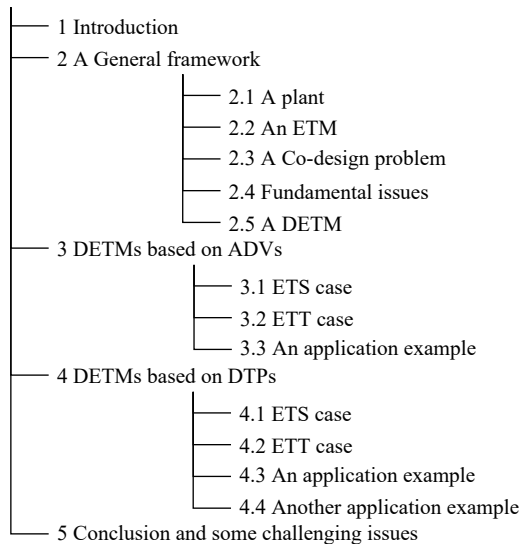 1 Introduction
2 A General framework
2.1 A plant
2.2 An ETM
2.3 A Co-design problem
2.4 Fundamental issues
2.5 A DETM
3 DETMs based on ADVs
3.1 ETS case
3.2 ETT case
3.3 An application example
4 DETMs based on DTPs
4.1 ETS case
4.2 ETT case
4.3 An application example
4.4 Another application example
5 Conclusion and some challenging issues